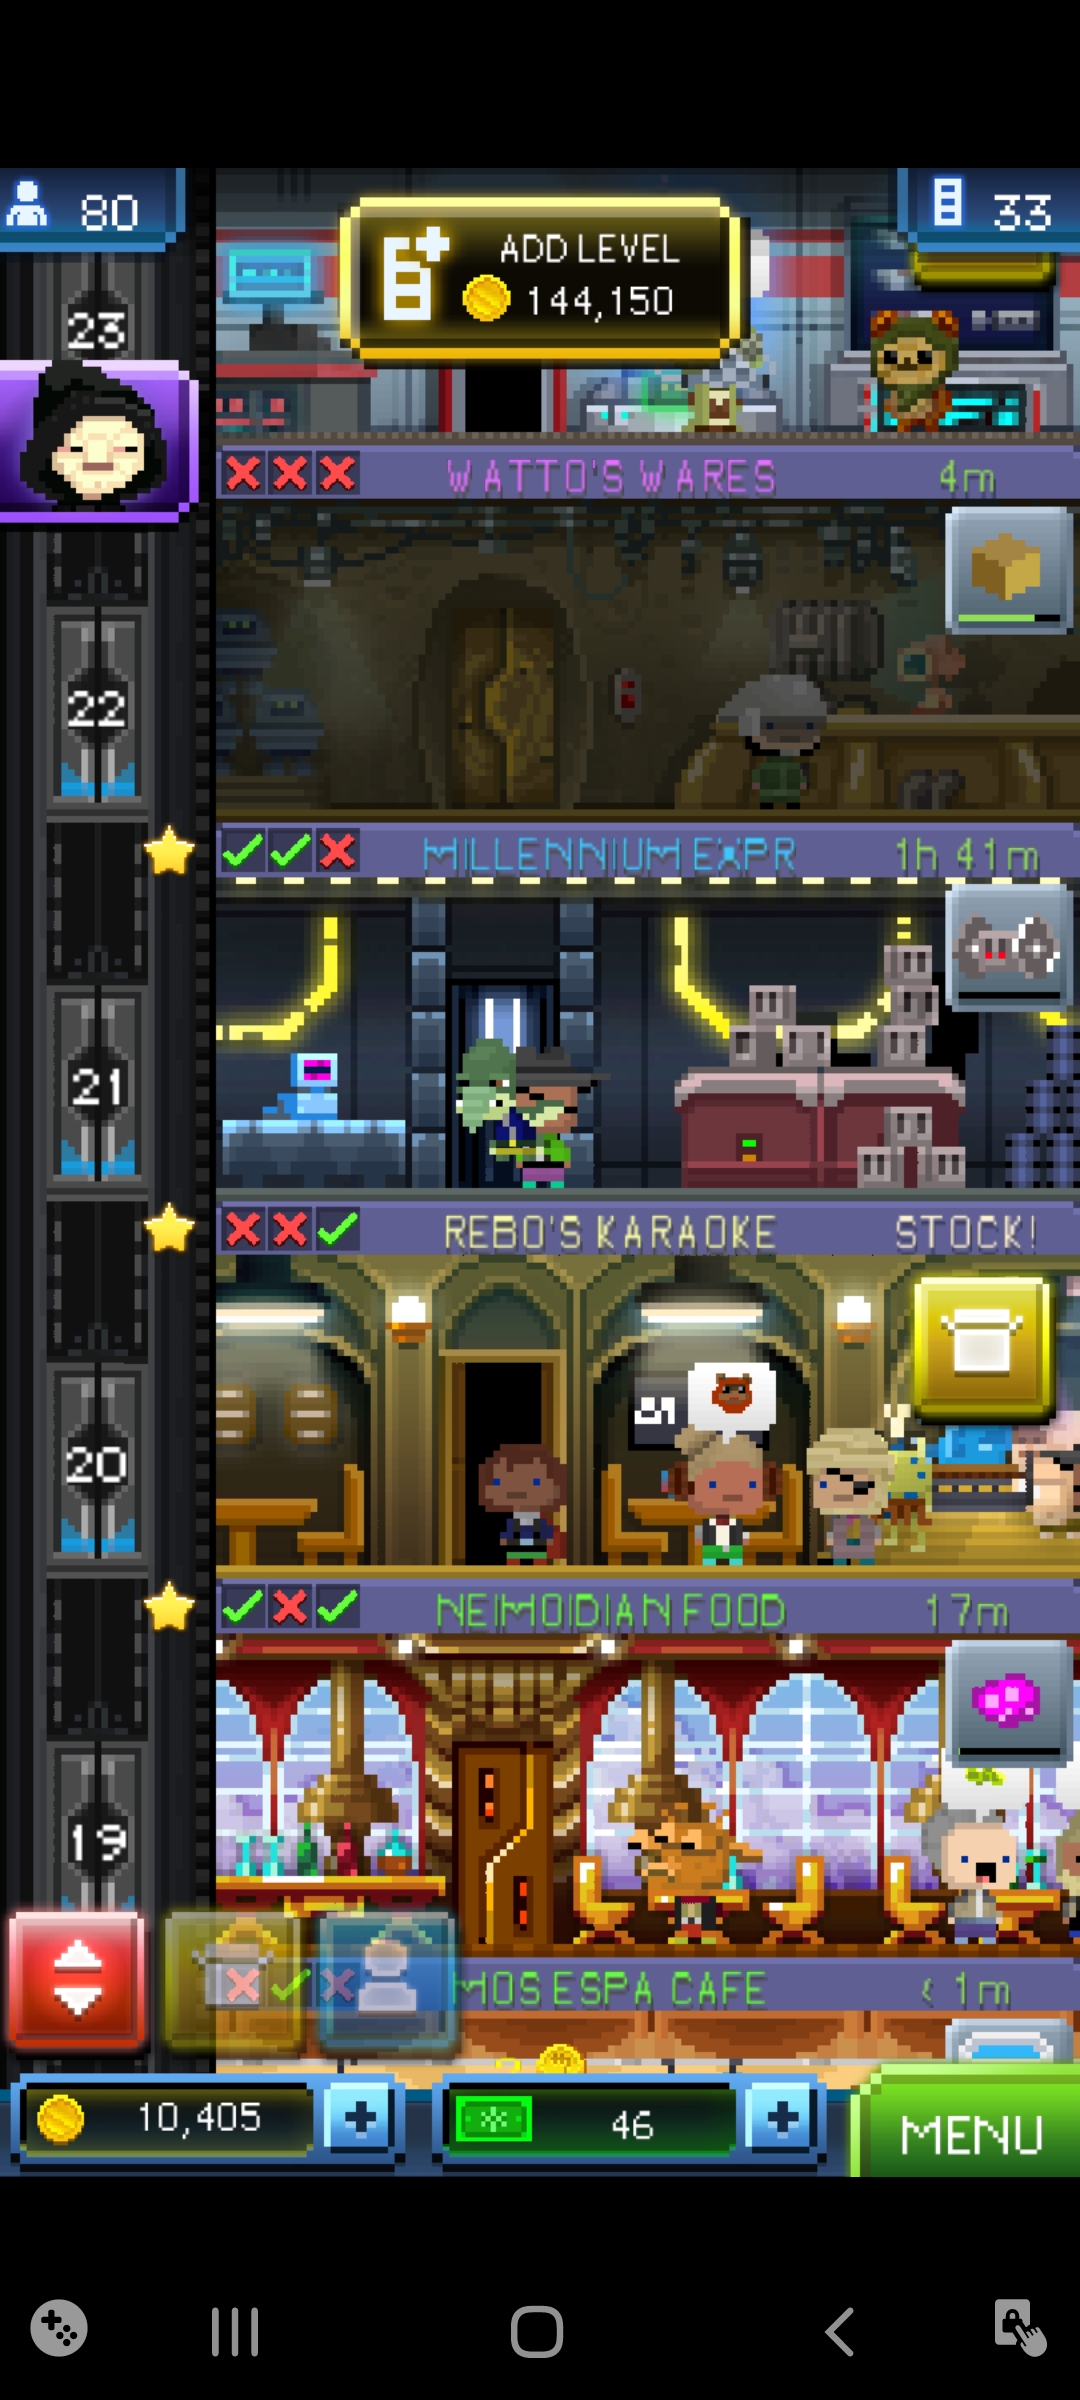 80
ADD LEVEL
144,150
33
23
WATTO'S WARES
4m
22
MILLENNIUM EXPR
1h 41m
21
REBO'S KARAOKE
STOCK!
20
NEIMOIDIAN FOOD
17m
19
MOS ESPA CAFE
< 1m
10,405
46
MENU